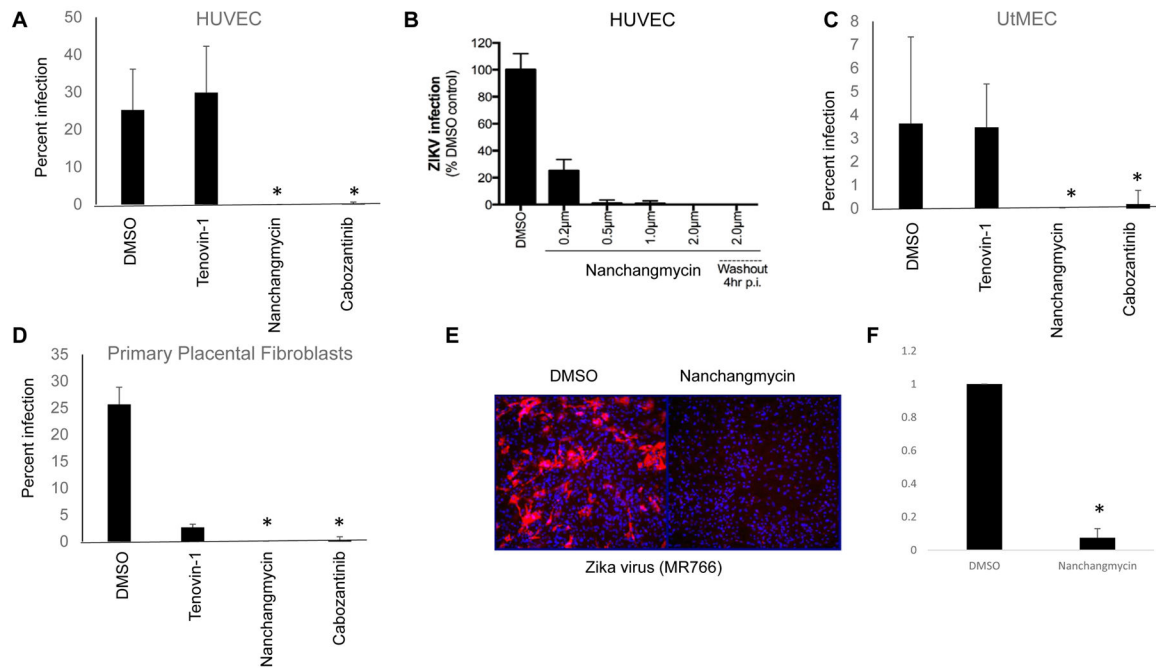 A
HUVEC
Percent infection
50
40
30
20
10
0
DMSO
Tenovin-1
Nanchangmycin
Cabozantinib
*
*
B
HUVEC
ZIKV infection
(% DMSO control)
120
100
80
60
40
20
0
DMSO
0.2µm
0.5µm
1.0µm
2.0µm
2.0µm
Nanchangmycin
Washout
4hr p.i.
C
UtMEC
Percent infection
8
7
6
5
4
3
2
1
0
DMSO
Tenovin-1
Nanchangmycin
Cabozantinib
*
*
D
Primary Placental Fibroblasts
Percent infection
35
30
25
20
15
10
5
0
DMSO
Tenovin-1
Nanchangmycin
Cabozantinib
*
*
E
DMSO Nanchangmycin
Zika virus (MR766)
F
1.2
1
0.8
0.6
0.4
0.2
0
*
DMSO Nanchangmycin